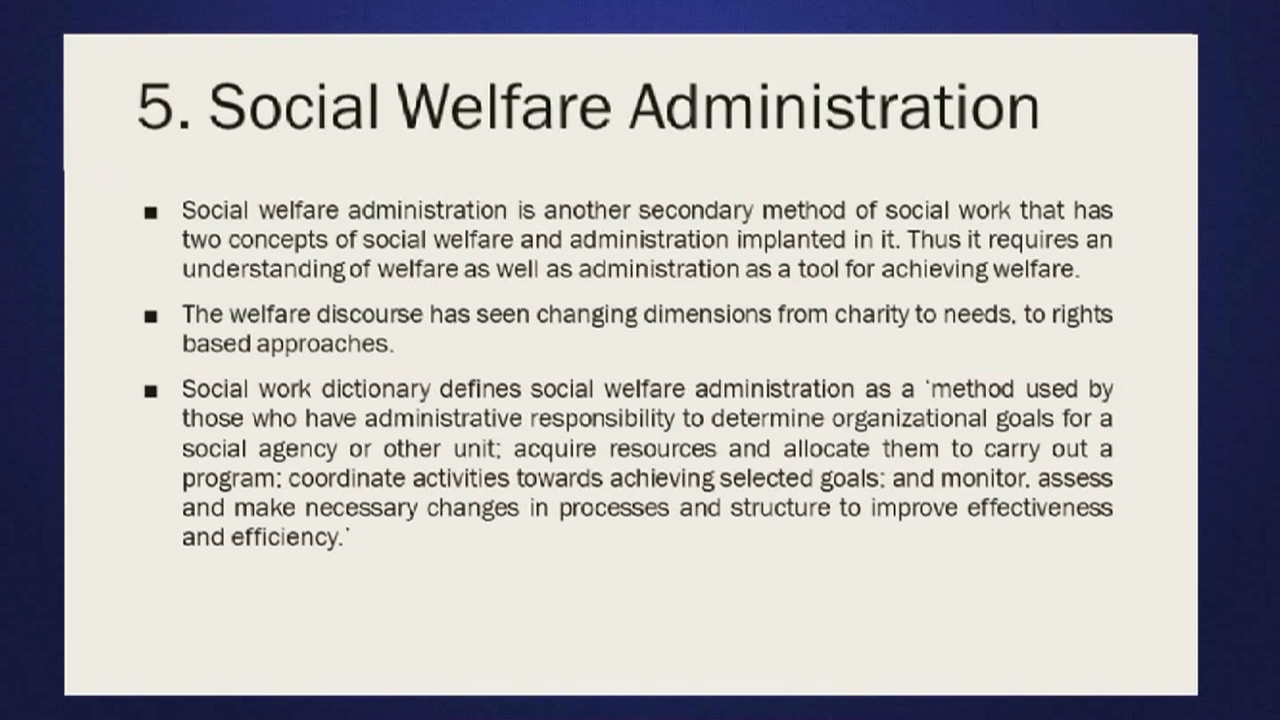 5. Social Welfare Administration
▪ Social welfare administration is another secondary method of social work that has
two concepts of social welfare and administration implanted in it. Thus it requires an
understanding of welfare as well as administration as a tool for achieving welfare.
▪ The welfare discourse has seen changing dimensions from charity to needs, to rights
based approaches.
▪ Social work dictionary defines social welfare administration as a 'method used by
those who have administrative responsibility to determine organizational goals for a
social agency or other unit; acquire resources and allocate them to carry out a
program; coordinate activities towards achieving selected goals; and monitor, assess
and make necessary changes in processes and structure to improve effectiveness
and efficiency.'